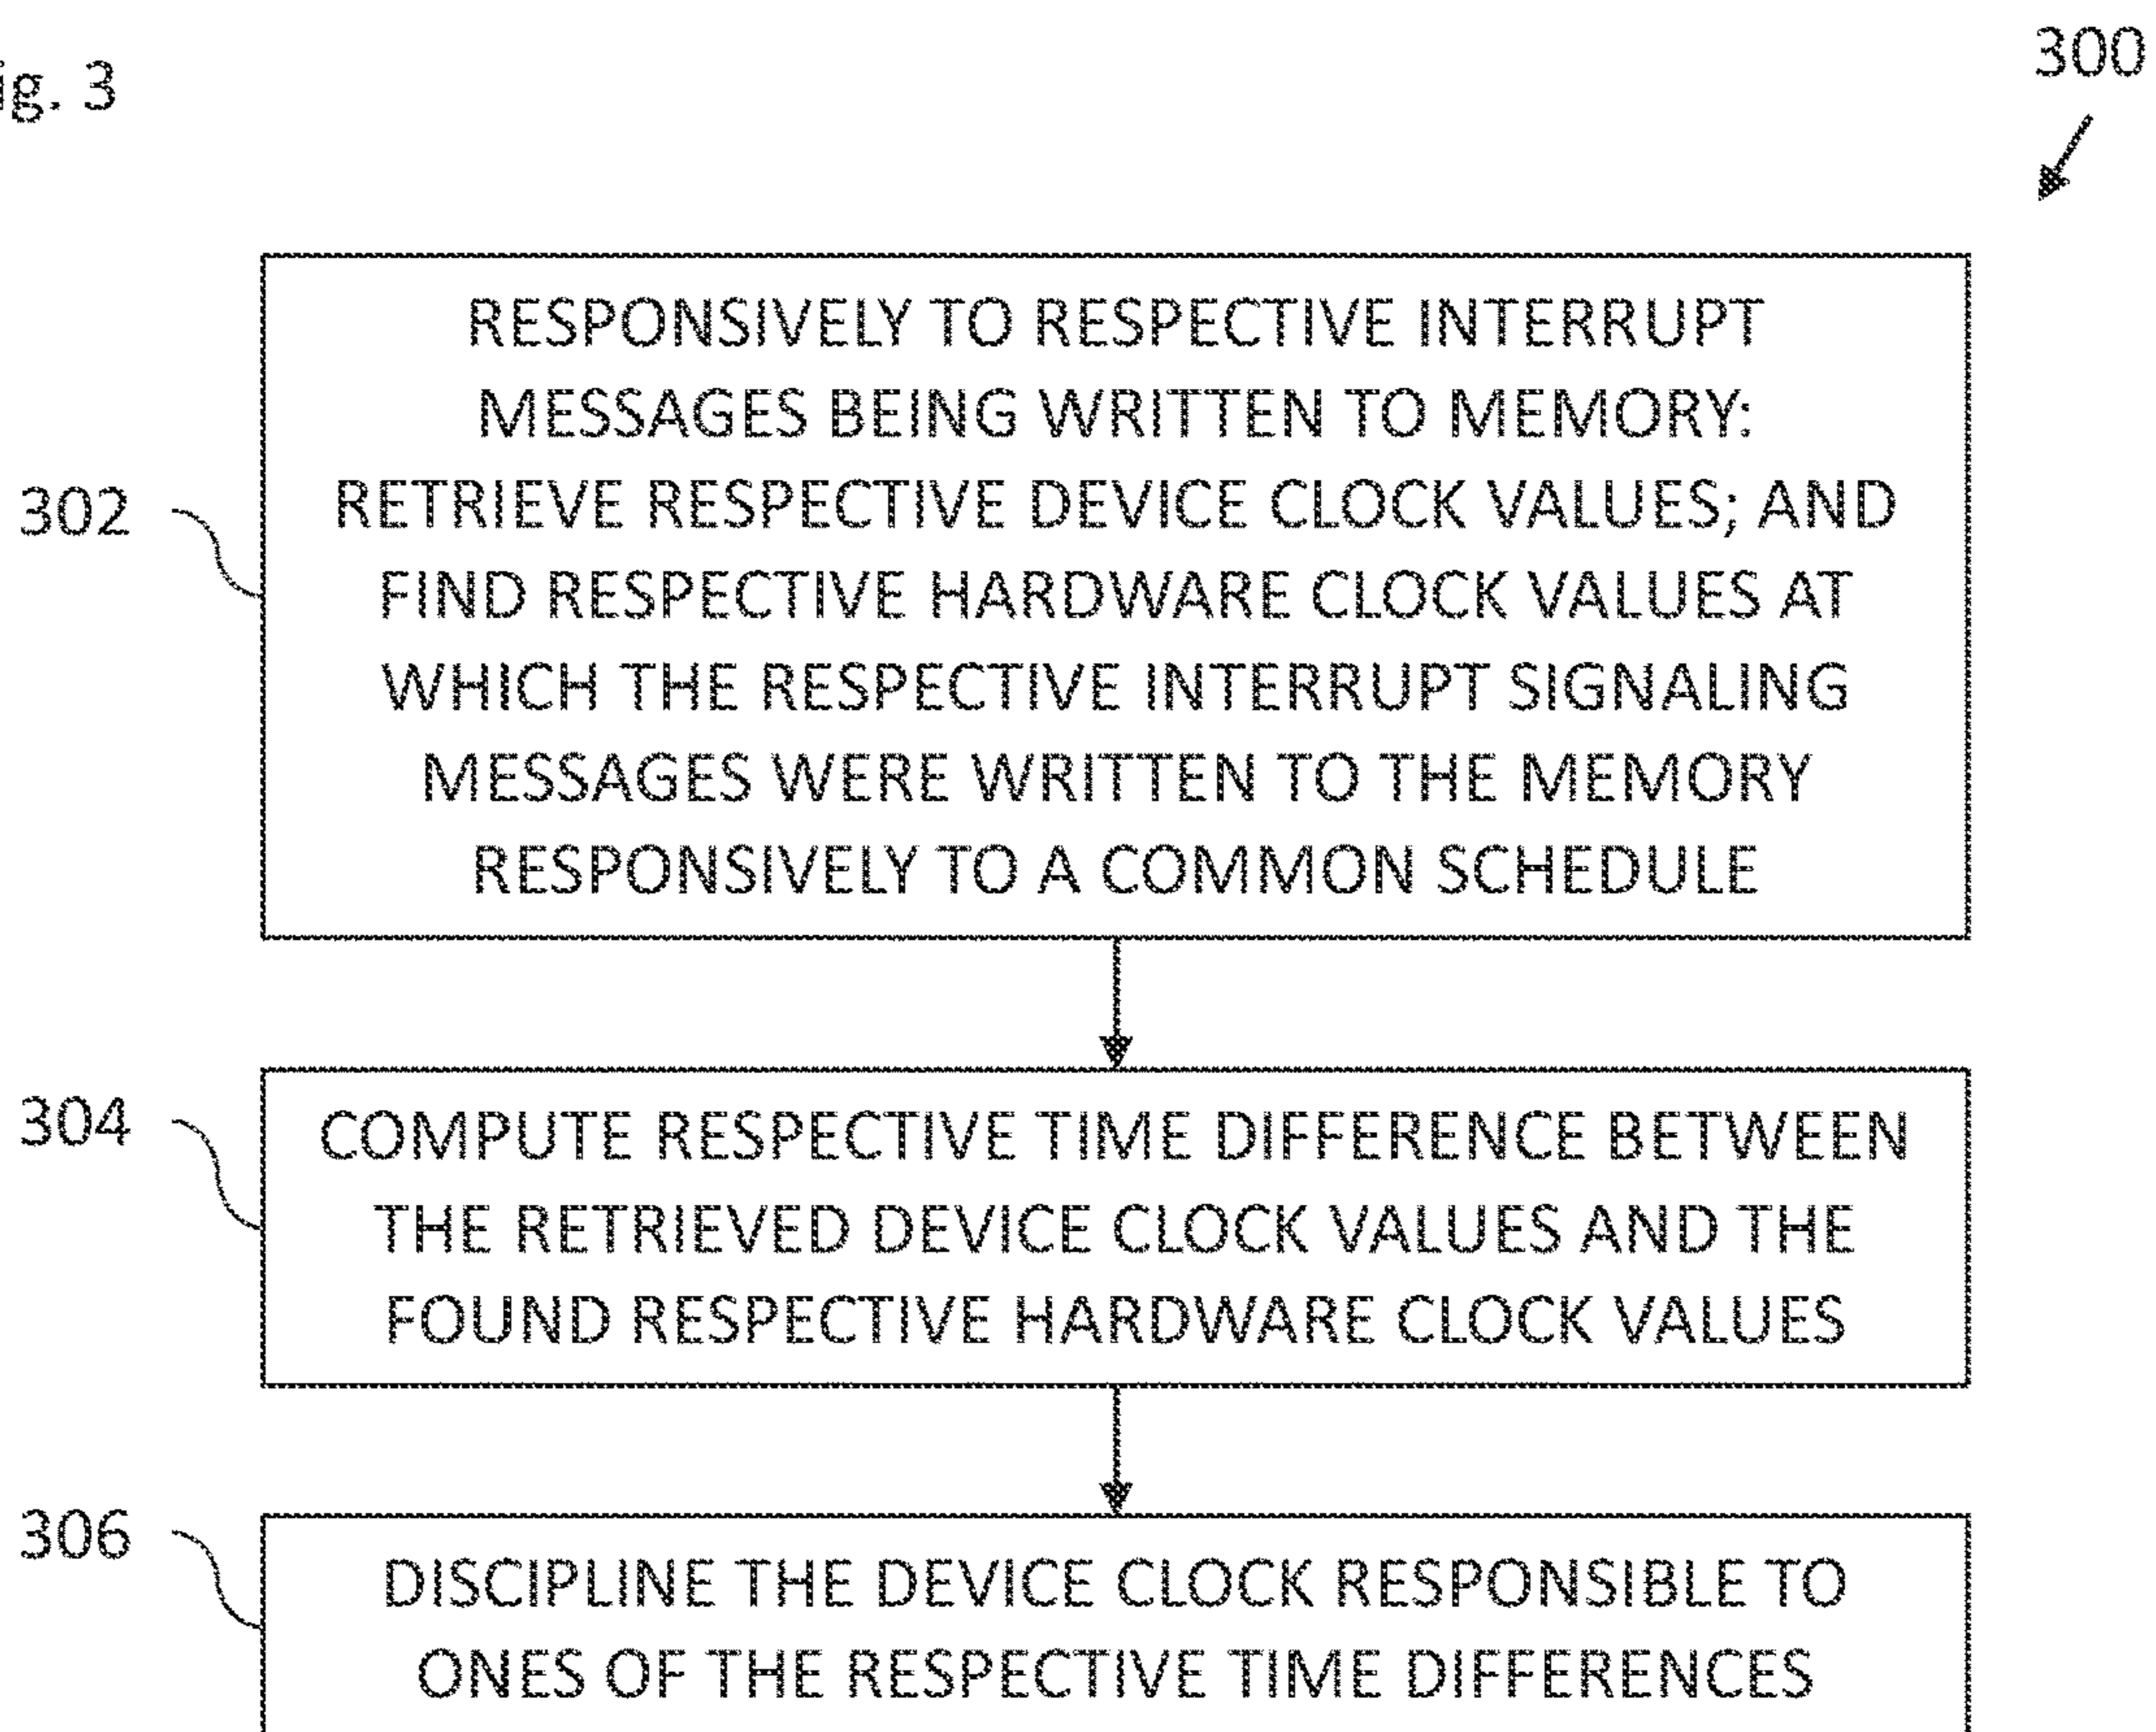 ig. 3
300
302
RESPONSIVELY TO RESPECTIVE INTERRUPT
MESSAGES BEING WRITTEN TO MEMORY:
RETRIEVE RESPECTIVE DEVICE CLOCK VALUES; AND
FIND RESPECTIVE HARDWARE CLOCK VALUES AT
WHICH THE RESPECTIVE INTERRUPT SIGNALING
MESSAGES WERE WRITTEN TO THE MEMORY
RESPONSIVELY TO A COMMON SCHEDULE
304
COMPUTE RESPECTIVE TIME DIFFERENCE BETWEEN
THE RETRIEVED DEVICE CLOCK VALUES AND THE
FOUND RESPECTIVE HARDWARE CLOCK VALUES
306
DISCIPLINE THE DEVICE CLOCK RESPONSIBLE TO
ONES OF THE RESPECTIVE TIME DIFFERENCES